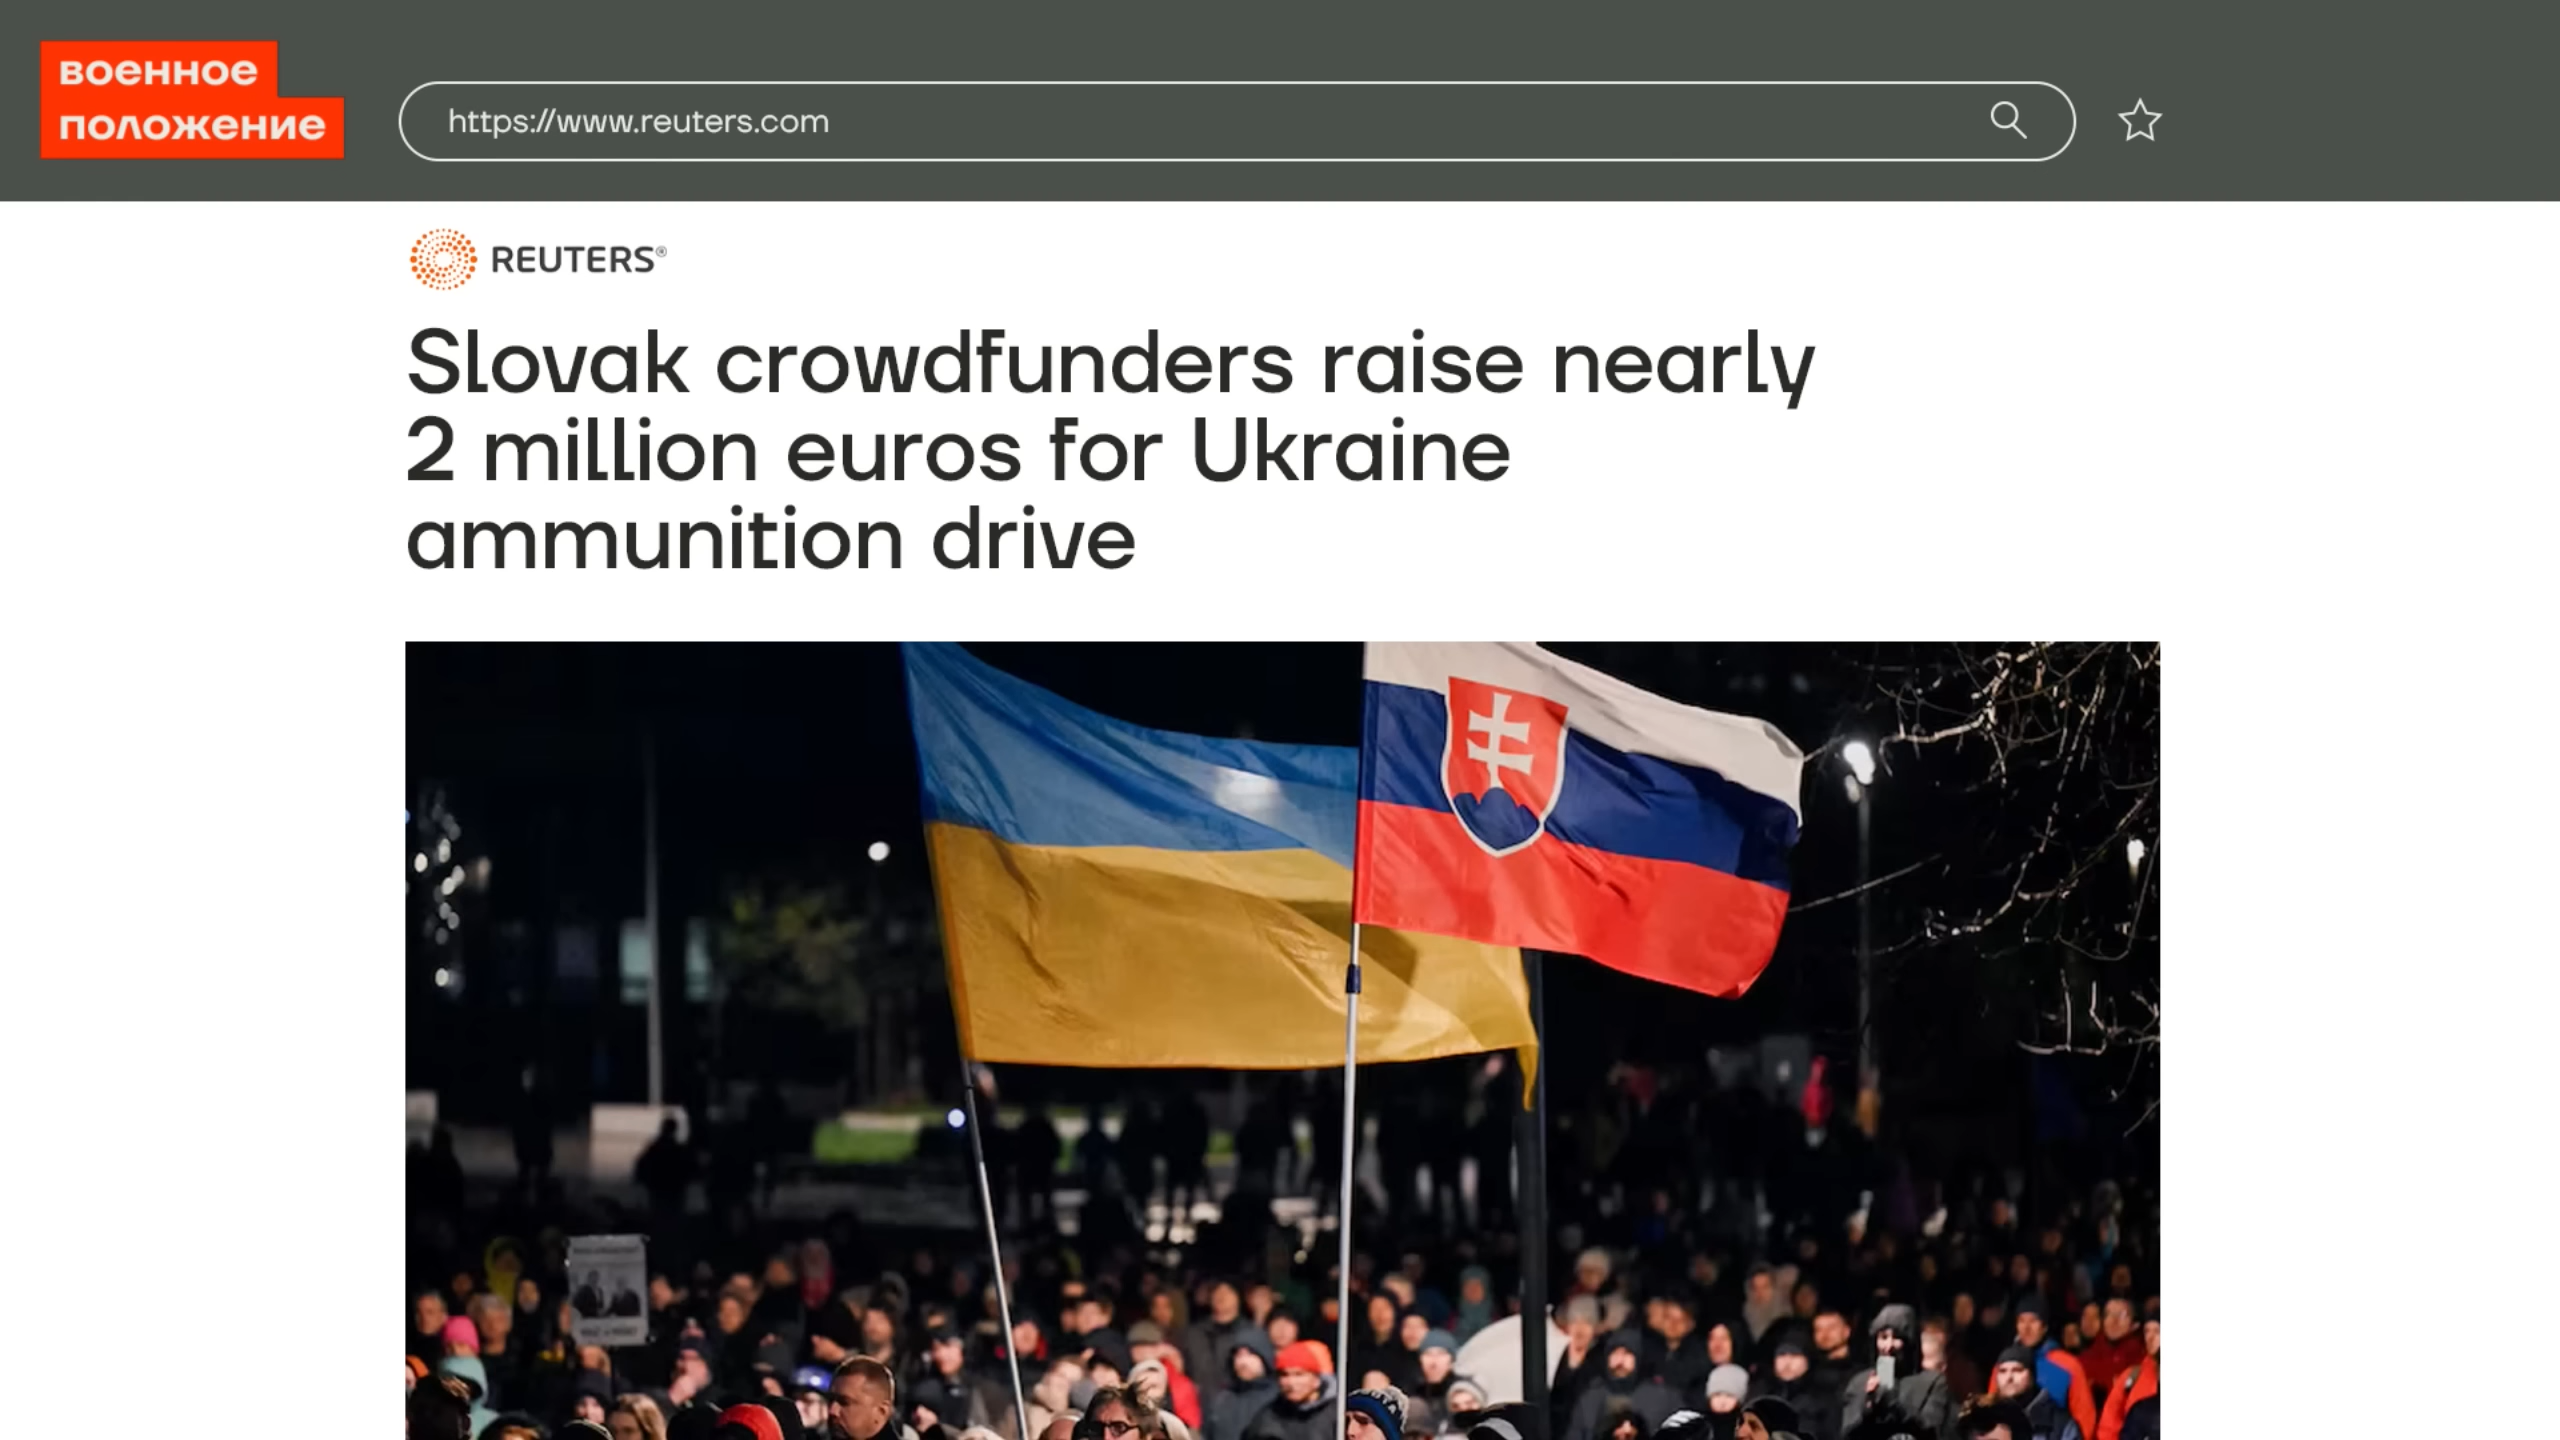 военное
положение
https://www.reuters.com
REUTERS®
Slovak crowdfunders raise nearly
2 million euros for Ukraine
ammunition drive